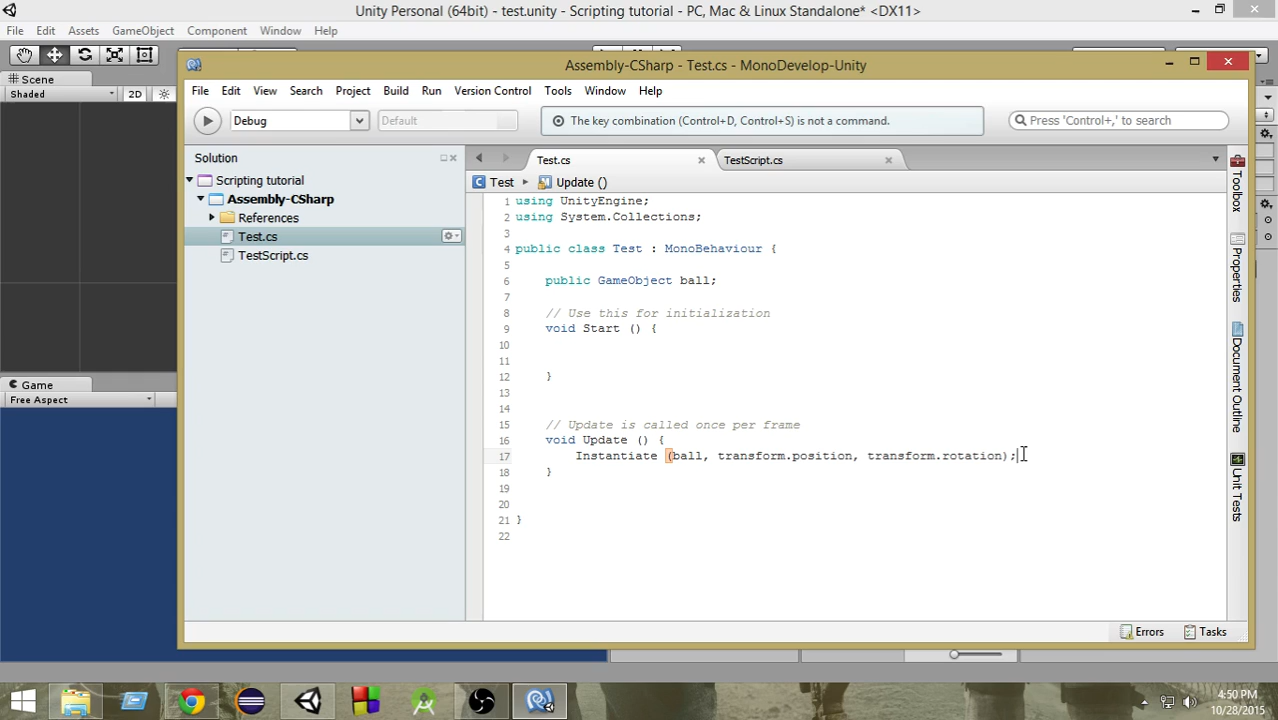 Unity Personal (64bit) - test.unity - Scripting tutorial - PC, Mac & Linux Standalone* <DX11>
File Edit Assets GameObject Component Window Help
Scene
Shaded 2D
Assembly-CSharp - Test.cs - MonoDevelop-Unity
File Edit View Search Project Build Run Version Control Tools Window Help
Debug Default The key combination (Control+D, Control+S) is not a command. Press 'Control+,' to search
Solution
Test.cs TestScript.cs
Scripting tutorial
Assembly-CSharp
References
Test.cs
TestScript.cs
Test Update ()
1 using UnityEngine;
2 using System.Collections;
3
4 public class Test : MonoBehaviour {
5
6 public GameObject ball;
7
8 // Use this for initialization
9 void Start () {
10
11
12 }
13
14
15 // Update is called once per frame
16 void Update () {
17 Instantiate (ball, transform.position, transform.rotation);
18 }
19
20
21 }
22
Toolbox
Properties
Document Outline
Unit Tests
Game
Free Aspect
Errors Tasks
4:50 PM
10/28/2015